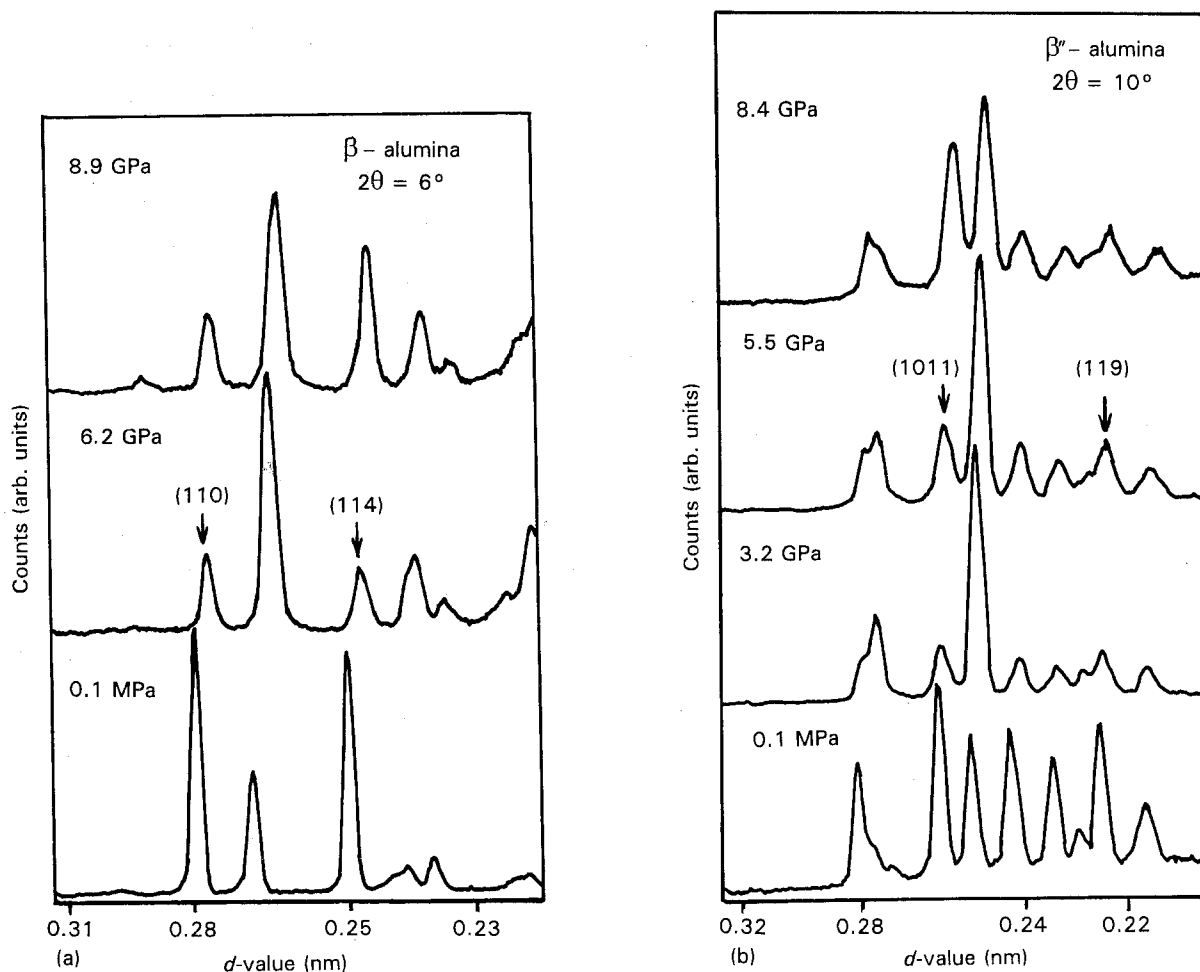 β – alumina
2θ = 6°
8.9 GPa
6.2 GPa
(110)
(114)
0.1 MPa
Counts (arb. units)
0.31 0.28 0.25 0.23
(a)
d-value (nm)
β″ – alumina
2θ = 10°
8.4 GPa
5.5 GPa
(1011)
(119)
3.2 GPa
0.1 MPa
Counts (arb. units)
0.32 0.28 0.24 0.22
(b)
d-value (nm)